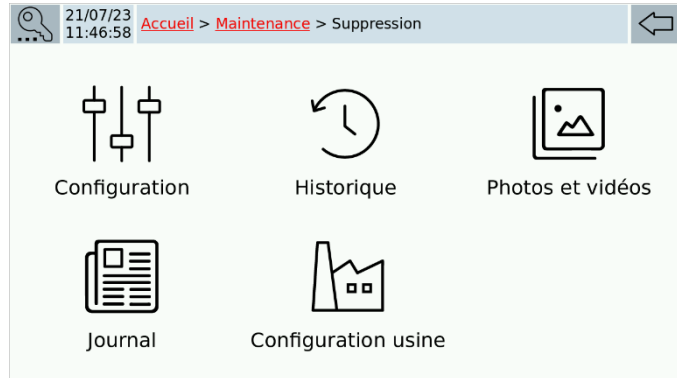 21/07/23
11:46:58
Accueil > Maintenance > Suppression
Configuration
Historique
Photos et vidéos
Journal
Configuration usine